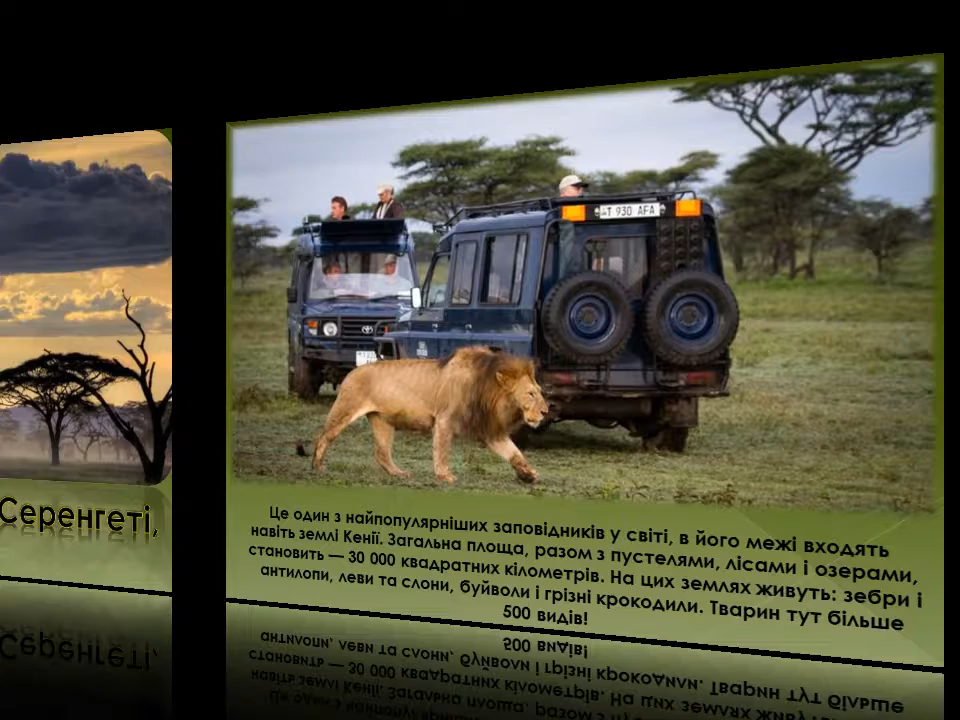 T 930 AFA
Серенгеті,
Це один з найпопулярніших заповідників у світі, в його межі входять
навіть землі Кенії. Загальна площа, разом з пустелями, лісами і озерами,
становить — 30 000 квадратних кілометрів. На цих землях живуть: зебри і
антилопи, леви та слони, буйволи і грізні крокодили. Тварин тут більше
500 видів!